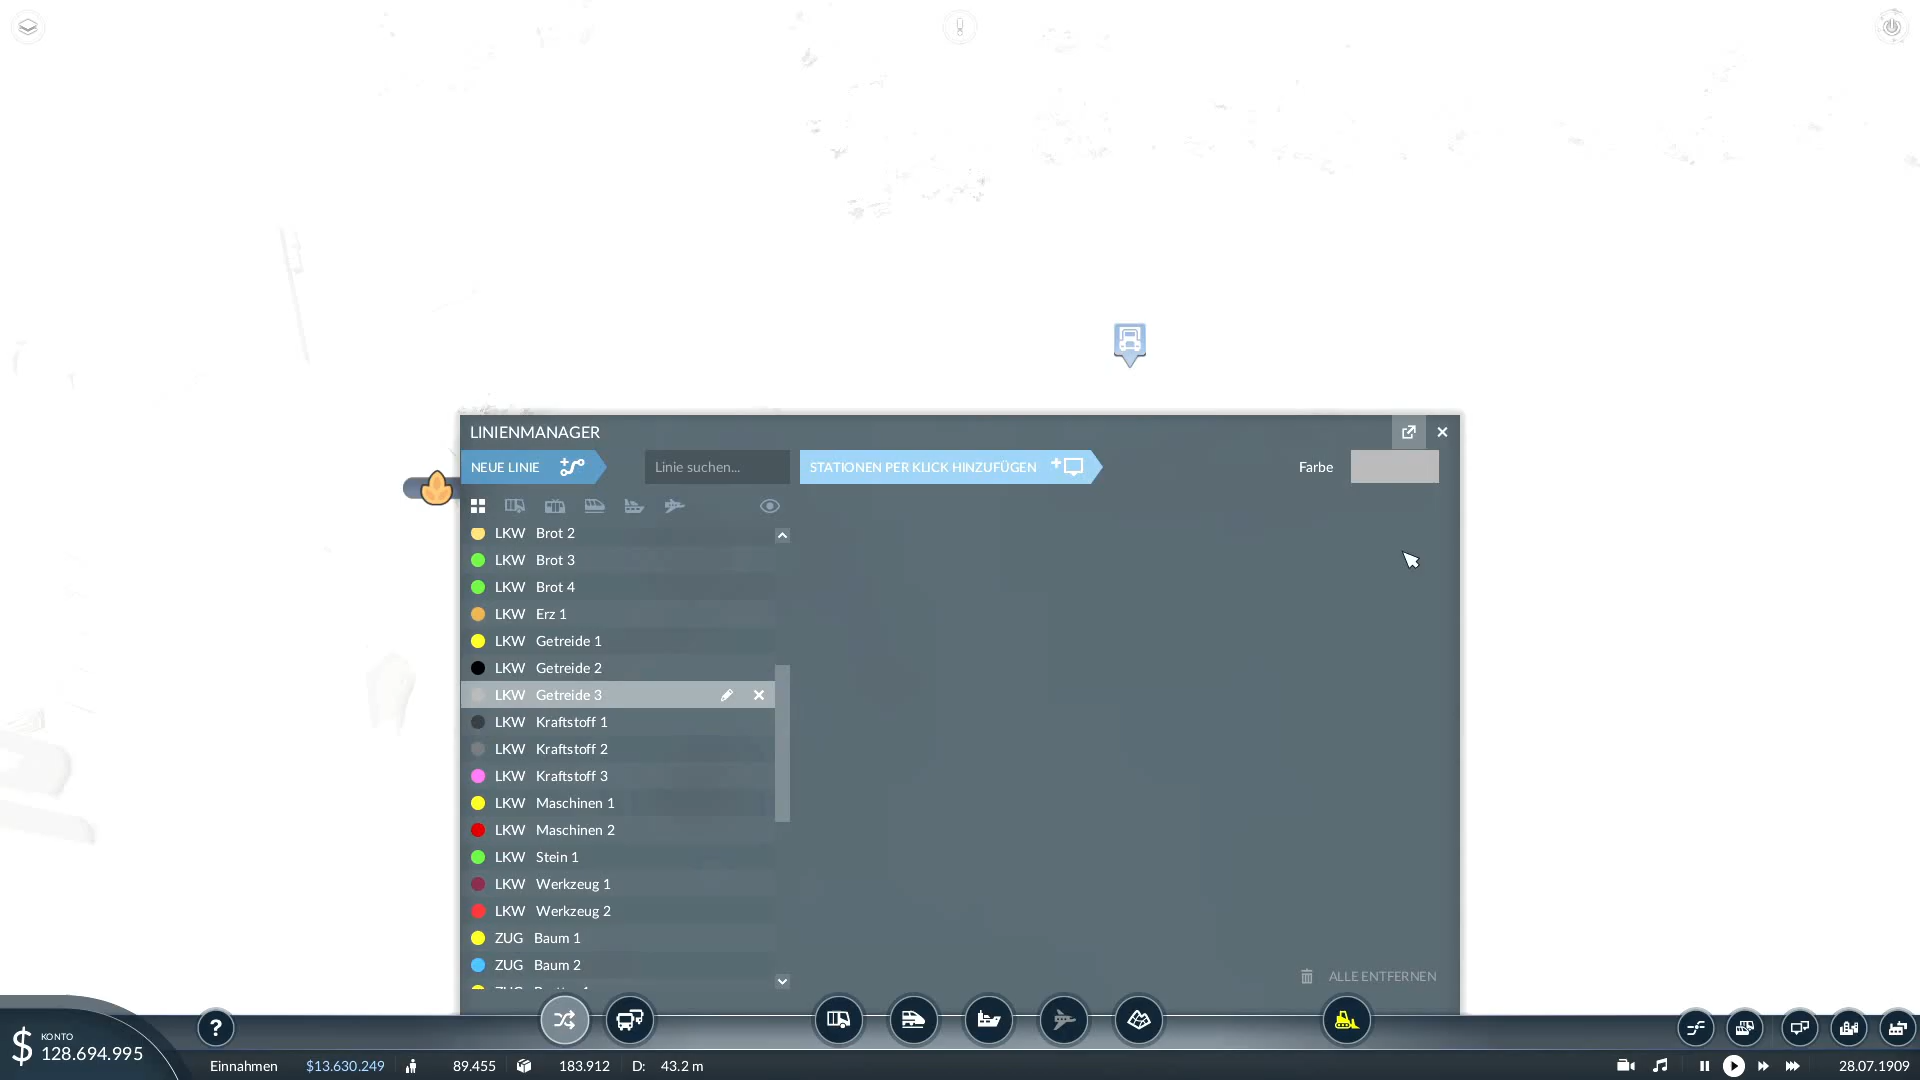 LINIENMANAGER
NEUE LINIE
Linie suchen...
STATIONEN PER KLICK HINZUFÜGEN
Farbe
LKW Brot 2
LKW Brot 3
LKW Brot 4
LKW Erz 1
LKW Getreide 1
LKW Getreide 2
LKW Getreide 3
LKW Kraftstoff 1
LKW Kraftstoff 2
LKW Kraftstoff 3
LKW Maschinen 1
LKW Maschinen 2
LKW Stein 1
LKW Werkzeug 1
LKW Werkzeug 2
ZUG Baum 1
ZUG Baum 2
ALLE ENTFERNEN
?
$ KONTO
128.694.995
Einnahmen $13.630.249 89.455 183.912 D: 43.2 m
28.07.1909